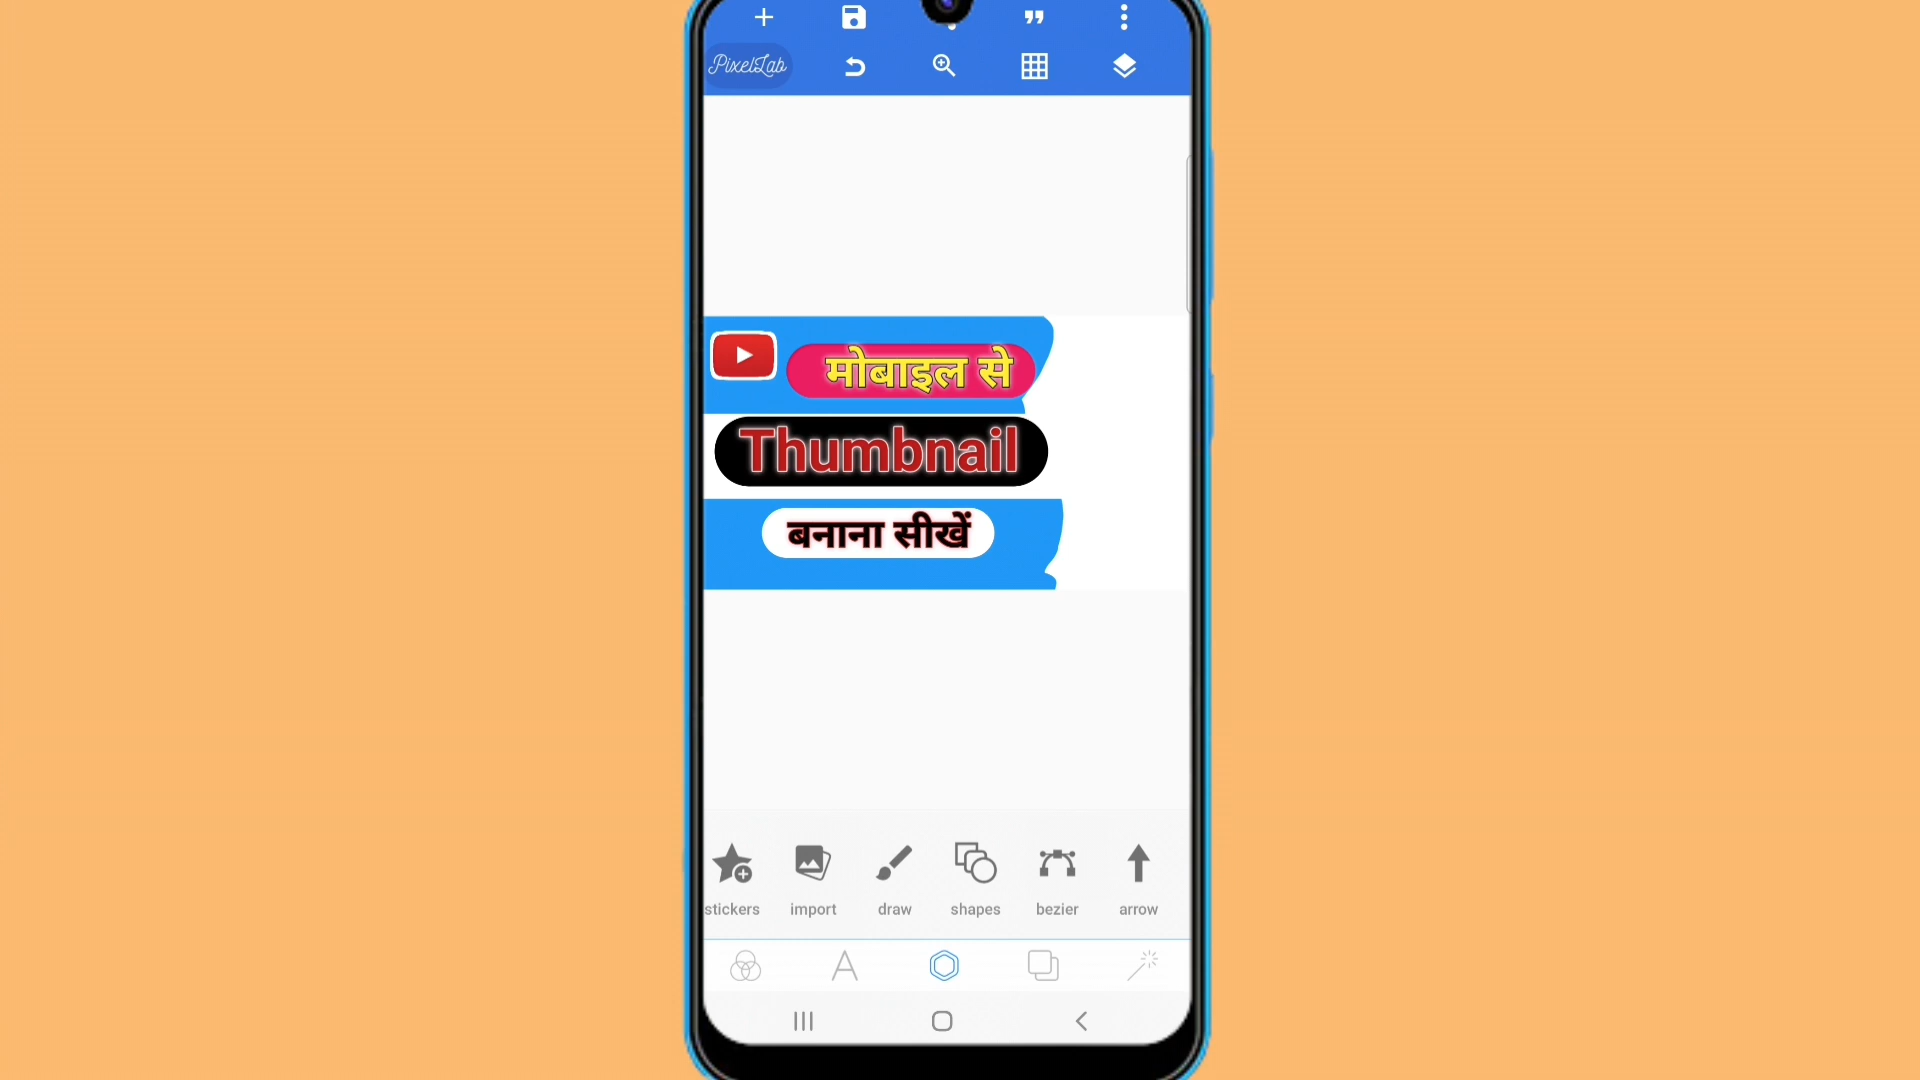 PixelLab
मोबाइल से
Thumbnail
बनाना सीखें
stickers import draw shapes bezier arrow